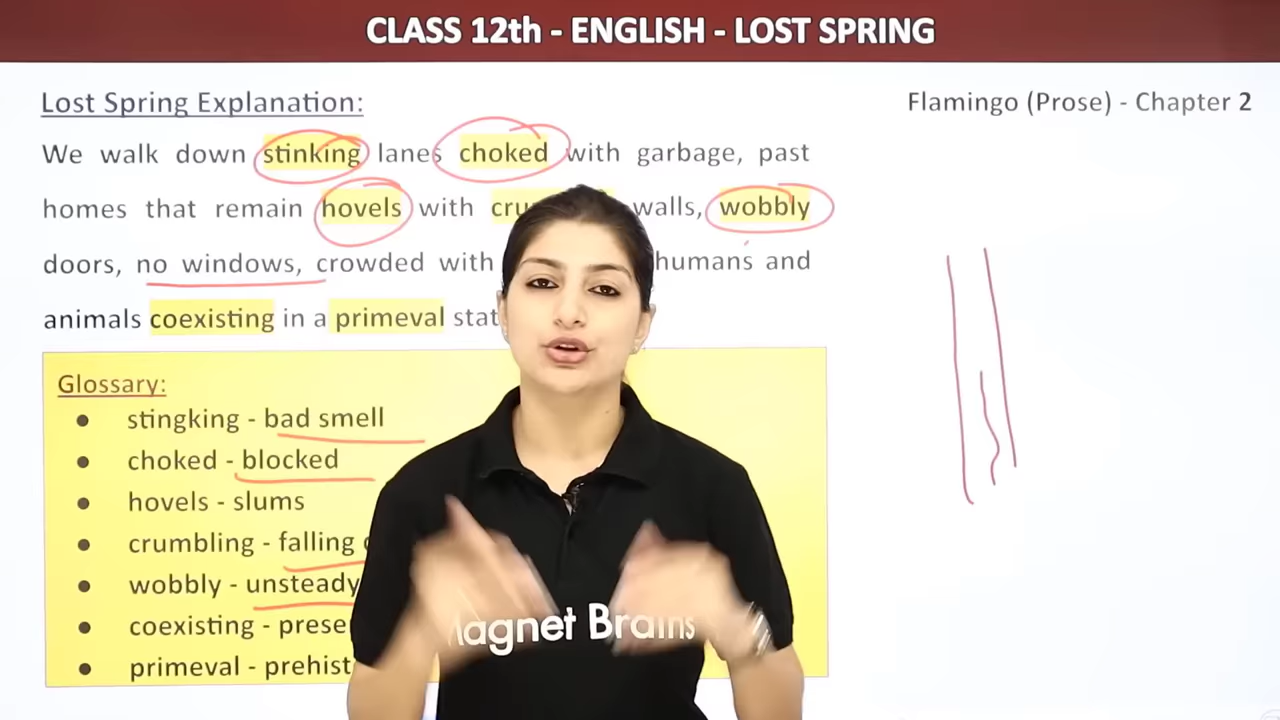 CLASS 12th - ENGLISH - LOST SPRING
Lost Spring Explanation:
Flamingo (Prose) - Chapter 2
We walk down stinking lanes choked with garbage, past
homes that remain hovels with walls, wobbly
doors, no windows, crowded with humans and
animals coexisting in a primeval
Glossary:
stingking - bad smell
choked - blocked
hovels - slums
crumbling - falling
wobbly - unsteady
coexisting -
primeval -
Magnet Brains